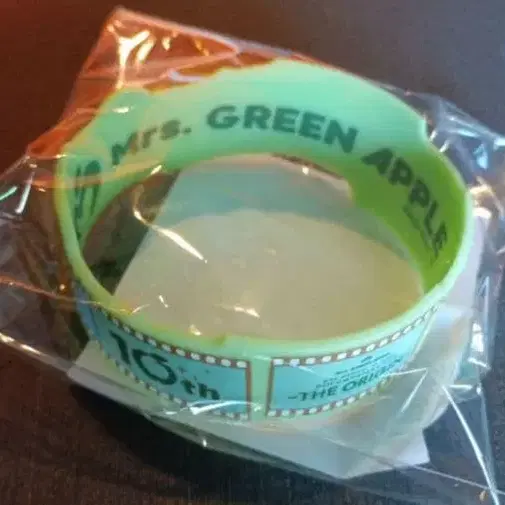 Mrs. GREEN APPLE
10th
-THE ORIGIN